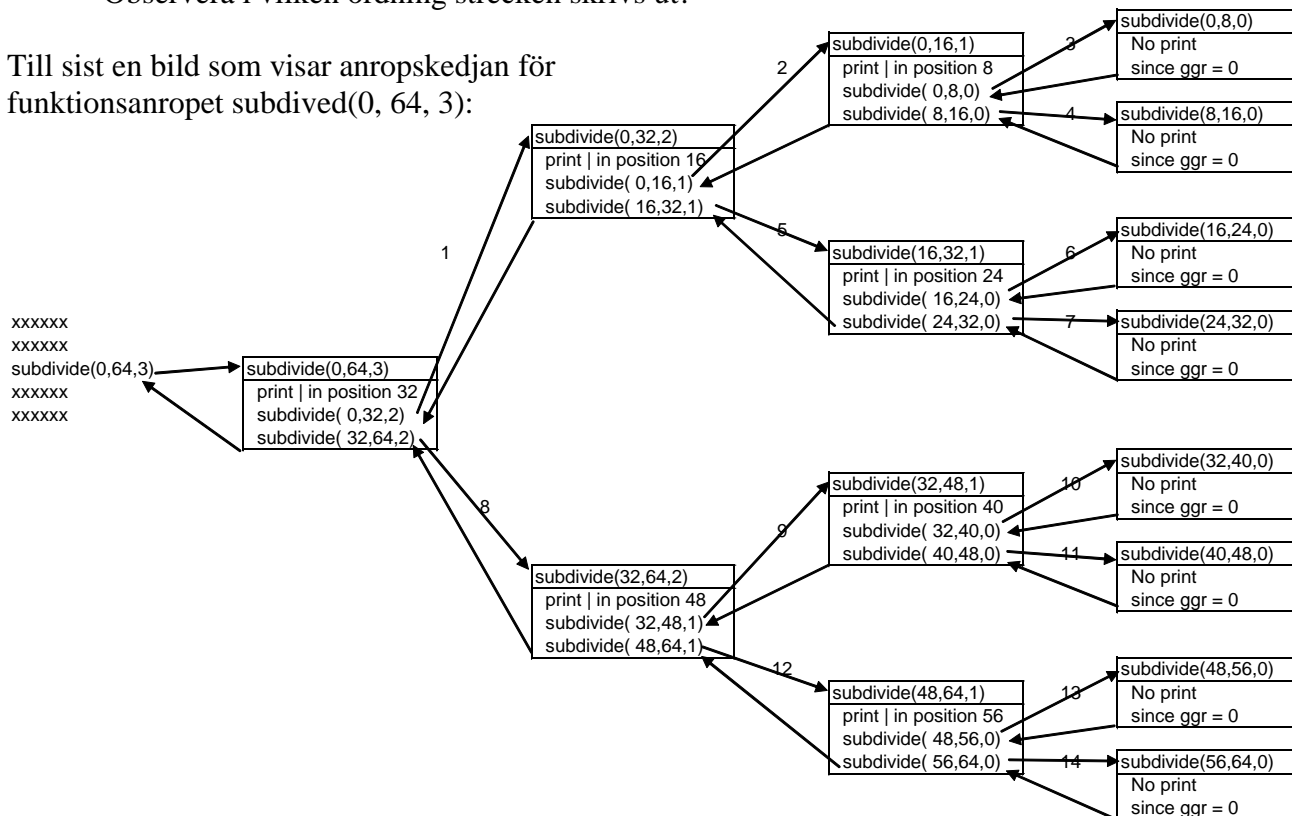 Observera i vilken ordning strecken skrivs ut!
Till sist en bild som visar anropskedjan för
funktionsanropet subdived(0, 64, 3):
xxxxxx
xxxxxx
subdivide(0,64,3)
xxxxxx
xxxxxx
subdivide(0,64,3)
print | in position 32
subdivide( 0,32,2)
subdivide( 32,64,2)
1
subdivide(0,32,2)
print | in position 16
subdivide( 0,16,1)
subdivide( 16,32,1)
2
subdivide(0,16,1)
print | in position 8
subdivide( 0,8,0)
subdivide( 8,16,0)
3
subdivide(0,8,0)
No print
since ggr = 0
4
subdivide(8,16,0)
No print
since ggr = 0
5
subdivide(16,32,1)
print | in position 24
subdivide( 16,24,0)
subdivide( 24,32,0)
6
subdivide(16,24,0)
No print
since ggr = 0
7
subdivide(24,32,0)
No print
since ggr = 0
8
subdivide(32,64,2)
print | in position 48
subdivide( 32,48,1)
subdivide( 48,64,1)
9
subdivide(32,48,1)
print | in position 40
subdivide( 32,40,0)
subdivide( 40,48,0)
10
subdivide(32,40,0)
No print
since ggr = 0
11
subdivide(40,48,0)
No print
since ggr = 0
12
subdivide(48,64,1)
print | in position 56
subdivide( 48,56,0)
subdivide( 56,64,0)
13
subdivide(48,56,0)
No print
since ggr = 0
14
subdivide(56,64,0)
No print
since ggr = 0